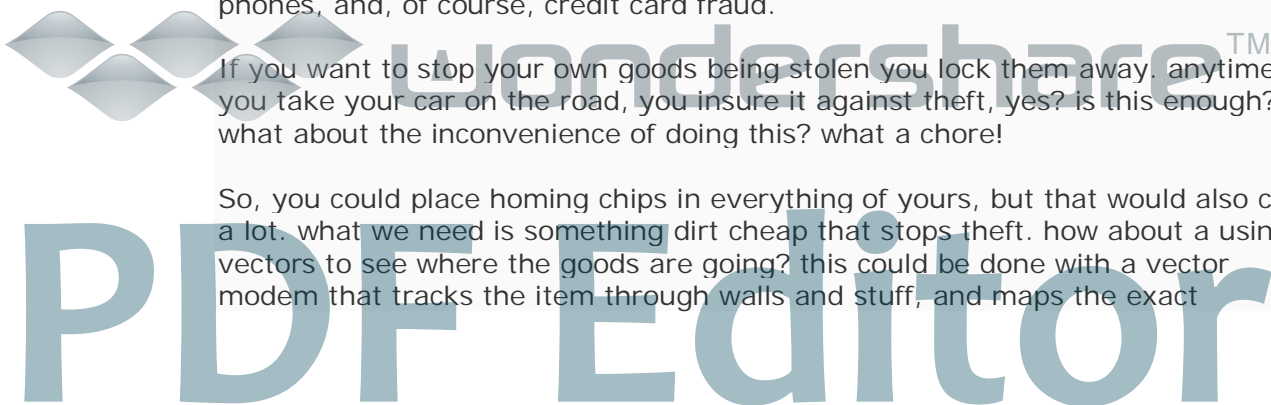 phones, and, of course, credit card fraud.
wondershare™
If you want to stop your own goods being stolen you lock them away. anytime
you take your car on the road, you insure it against theft, yes? is this enough?
what about the inconvenience of doing this? what a chore!
So, you could place homing chips in everything of yours, but that would also c
a lot. what we need is something dirt cheap that stops theft. how about a usin
vectors to see where the goods are going? this could be done with a vector
modem that tracks the item through walls and stuff, and maps the exact
PDF Editor